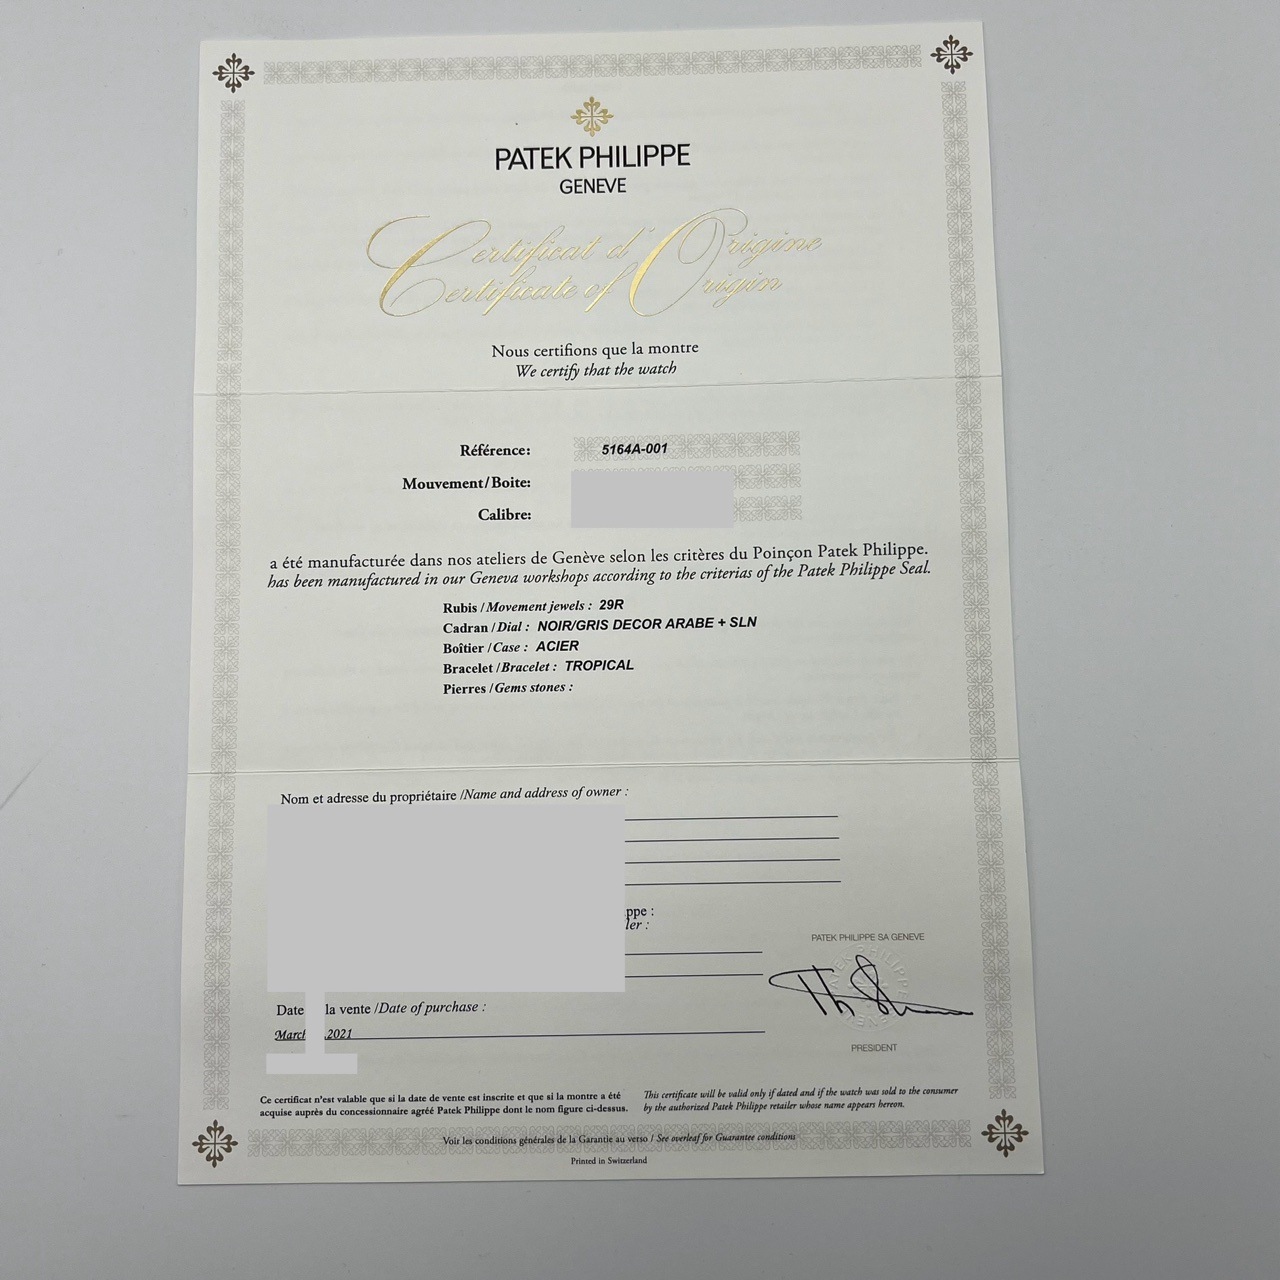 PATEK PHILIPPE
GENEVE
Certificat d'Origine
Certificate of Origin
Nous certifions que la montre
We certify that the watch
Référence: 5164A-001
Mouvement/Boite:
Calibre:
a été manufacturée dans nos ateliers de Genève selon les critères du Poinçon Patek Philippe.
has been manufactured in our Geneva workshops according to the criterias of the Patek Philippe Seal.
Rubis / Movement jewels : 29R
Cadran / Dial : NOIR/GRIS DECOR ARABE + SLN
Boîtier / Case : ACIER
Bracelet / Bracelet : TROPICAL
Pierres / Gems stones :
Nom et adresse du propriétaire /Name and address of owner :
ppe :
ler :
PATEK PHILIPPE SA GENEVE
Date la vente /Date of purchase :
March ,2021
PRESIDENT
Ce certificat n'est valable que si la date de vente est inscrite et que si la montre a été
acquise auprès du concessionnaire agréé Patek Philippe dont le nom figure ci-dessus.
This certificate will be valid only if dated and if the watch was sold to the consumer
by the authorized Patek Philippe retailer whose name appears hereon.
Voir les conditions générales de la Garantie au verso / See overleaf for Guarantee conditions
Printed in Switzerland